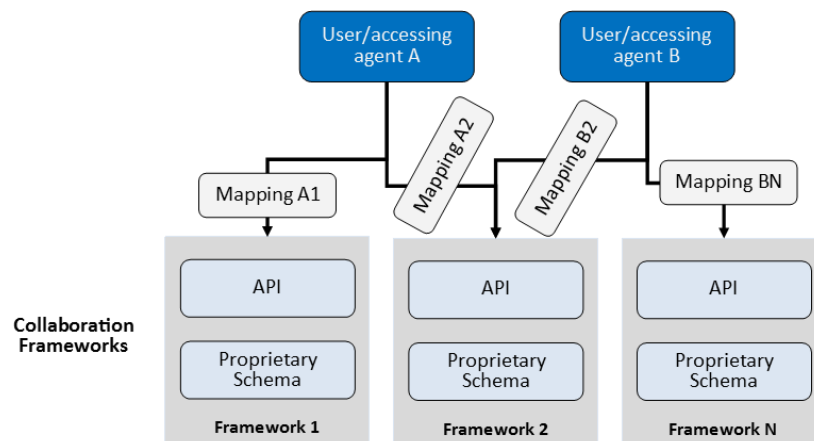 User/accessing
agent A
User/accessing
agent B
Mapping A2
Mapping B2
Mapping A1
Mapping BN
API
API
API
Collaboration
Frameworks
Proprietary
Schema
Proprietary
Schema
Proprietary
Schema
Framework 1
Framework 2
Framework N